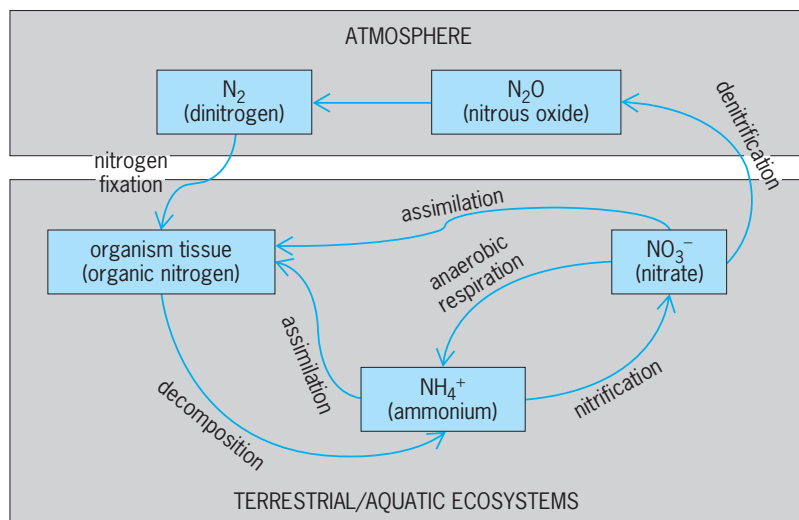 ATMOSPHERE
N₂
(dinitrogen)
N₂O
(nitrous oxide)
denitrification
nitrogen
fixation
assimilation
organism tissue
(organic nitrogen)
anaerobic
respiration
NO₃⁻
(nitrate)
assimilation
NH₄⁺
(ammonium)
nitrification
decomposition
TERRESTRIAL/AQUATIC ECOSYSTEMS